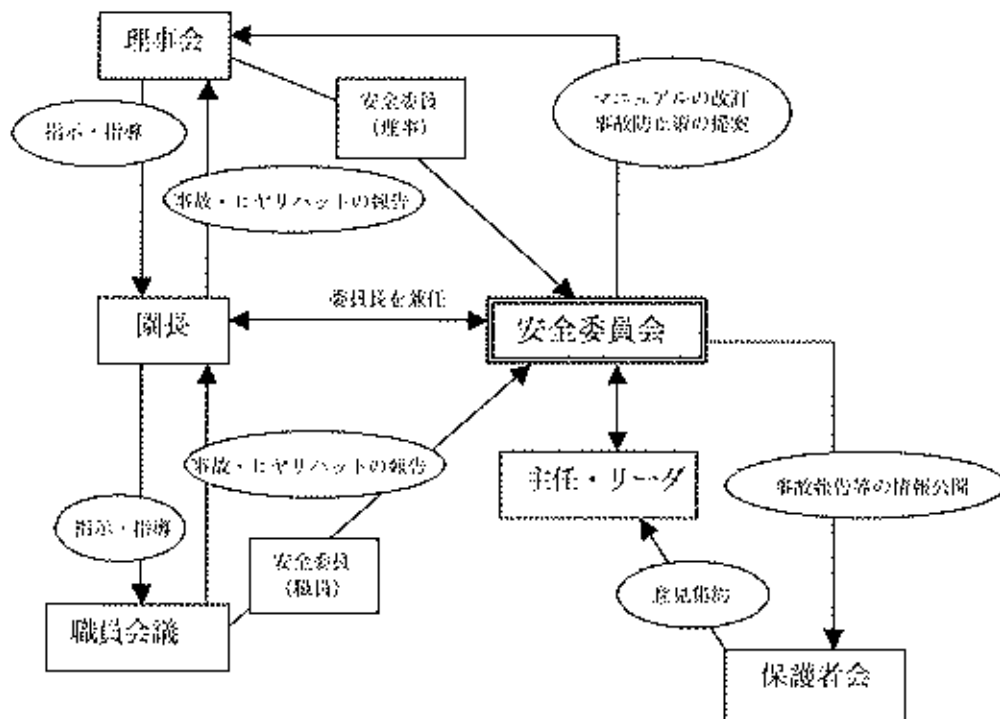 理事会
安全委員
(理事)
マニュアルの改訂
事故防止策の提案
指示・指導
事故・ヒヤリハットの報告
園長
委員長を兼任
安全委員会
事故・ヒヤリハットの報告
主任・リーダ
事故報告等の情報公開
指示・指導
安全委員
(職員)
意見集約
職員会議
保護者会